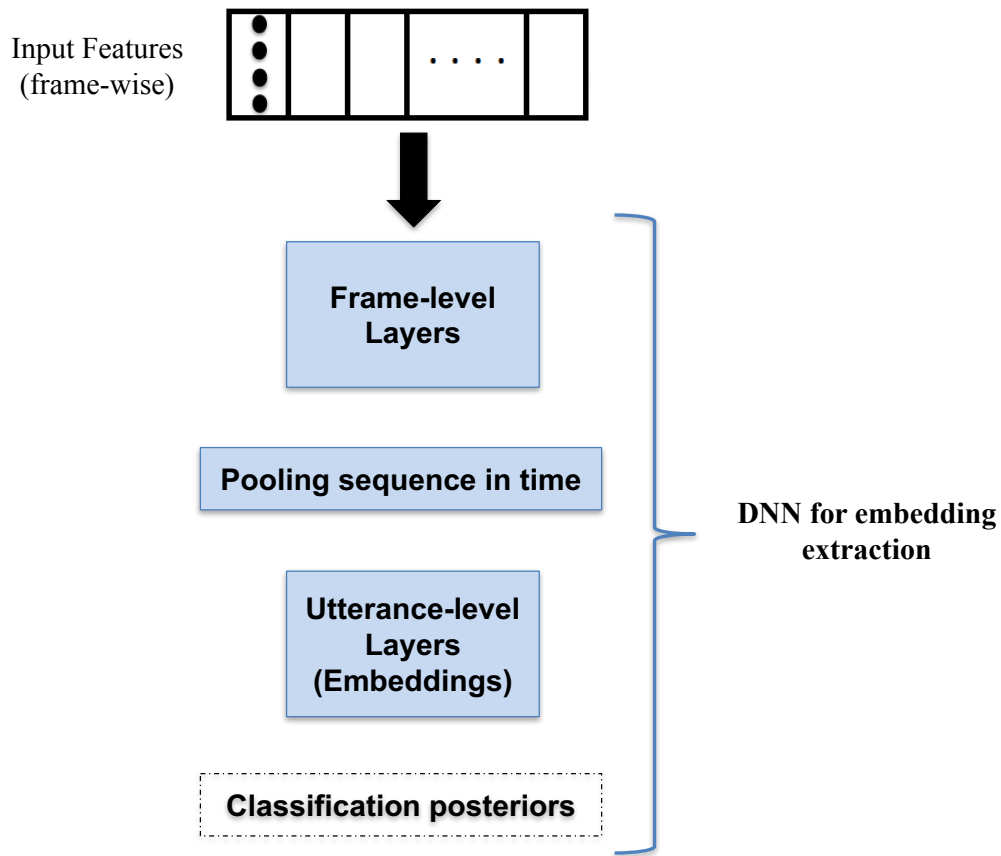 Input Features
(frame-wise)
. . . .
Frame-level
Layers
Pooling sequence in time
DNN for embedding
extraction
Utterance-level
Layers
(Embeddings)
Classification posteriors